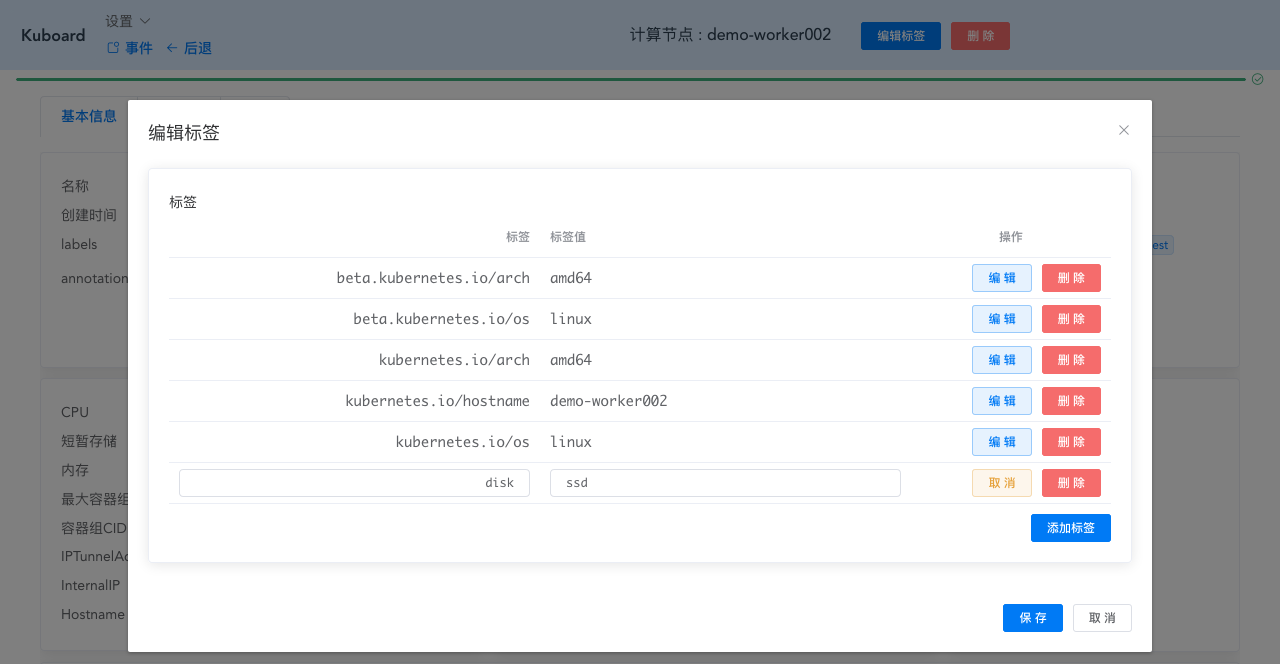 Kuboard
设置
事件 后退
计算节点 : demo-worker002
编辑标签 删 除
基本信息
名称
创建时间
labels
annotation
CPU
短暂存储
内存
最大容器组
容器组CID
IPTunnelAd
InternalIP
Hostname
est
编辑标签
标签
标签 标签值 操作
beta.kubernetes.io/arch amd64 编 辑 删 除
beta.kubernetes.io/os linux 编 辑 删 除
kubernetes.io/arch amd64 编 辑 删 除
kubernetes.io/hostname demo-worker002 编 辑 删 除
kubernetes.io/os linux 编 辑 删 除
disk ssd 取 消 删 除
添加标签
保 存 取 消